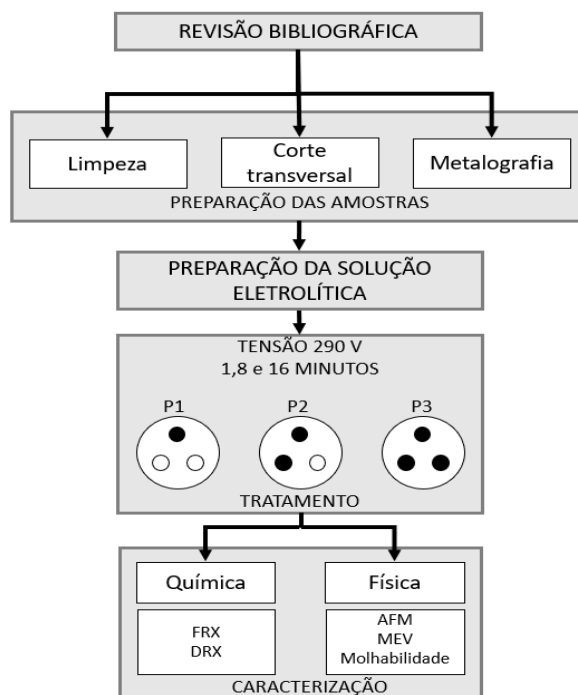 REVISÃO BIBLIOGRÁFICA
Limpeza
Corte
transversal
Metalografia
PREPARAÇÃO DAS AMOSTRAS
PREPARAÇÃO DA SOLUÇÃO
ELETROLÍTICA
TENSÃO 290 V
1,8 e 16 MINUTOS
P1
P2
P3
TRATAMENTO
Química
Física
FRX
DRX
AFM
MEV
Molhabilidade
CARACTERIZAÇÃO